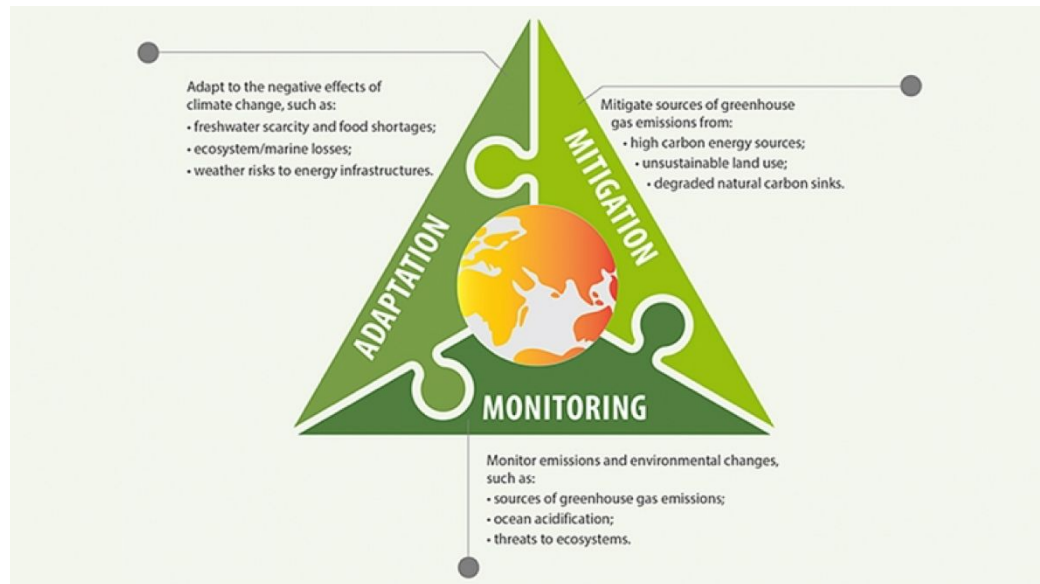 Adapt to the negative effects of
climate change, such as:
• freshwater scarcity and food shortages;
• ecosystem/marine losses;
• weather risks to energy infrastructures.
Mitigate sources of greenhouse
gas emissions from:
• high carbon energy sources;
• unsustainable land use;
• degraded natural carbon sinks.
ADAPTATION
MITIGATION
MONITORING
Monitor emissions and environmental changes,
such as:
• sources of greenhouse gas emissions;
• ocean acidification;
• threats to ecosystems.